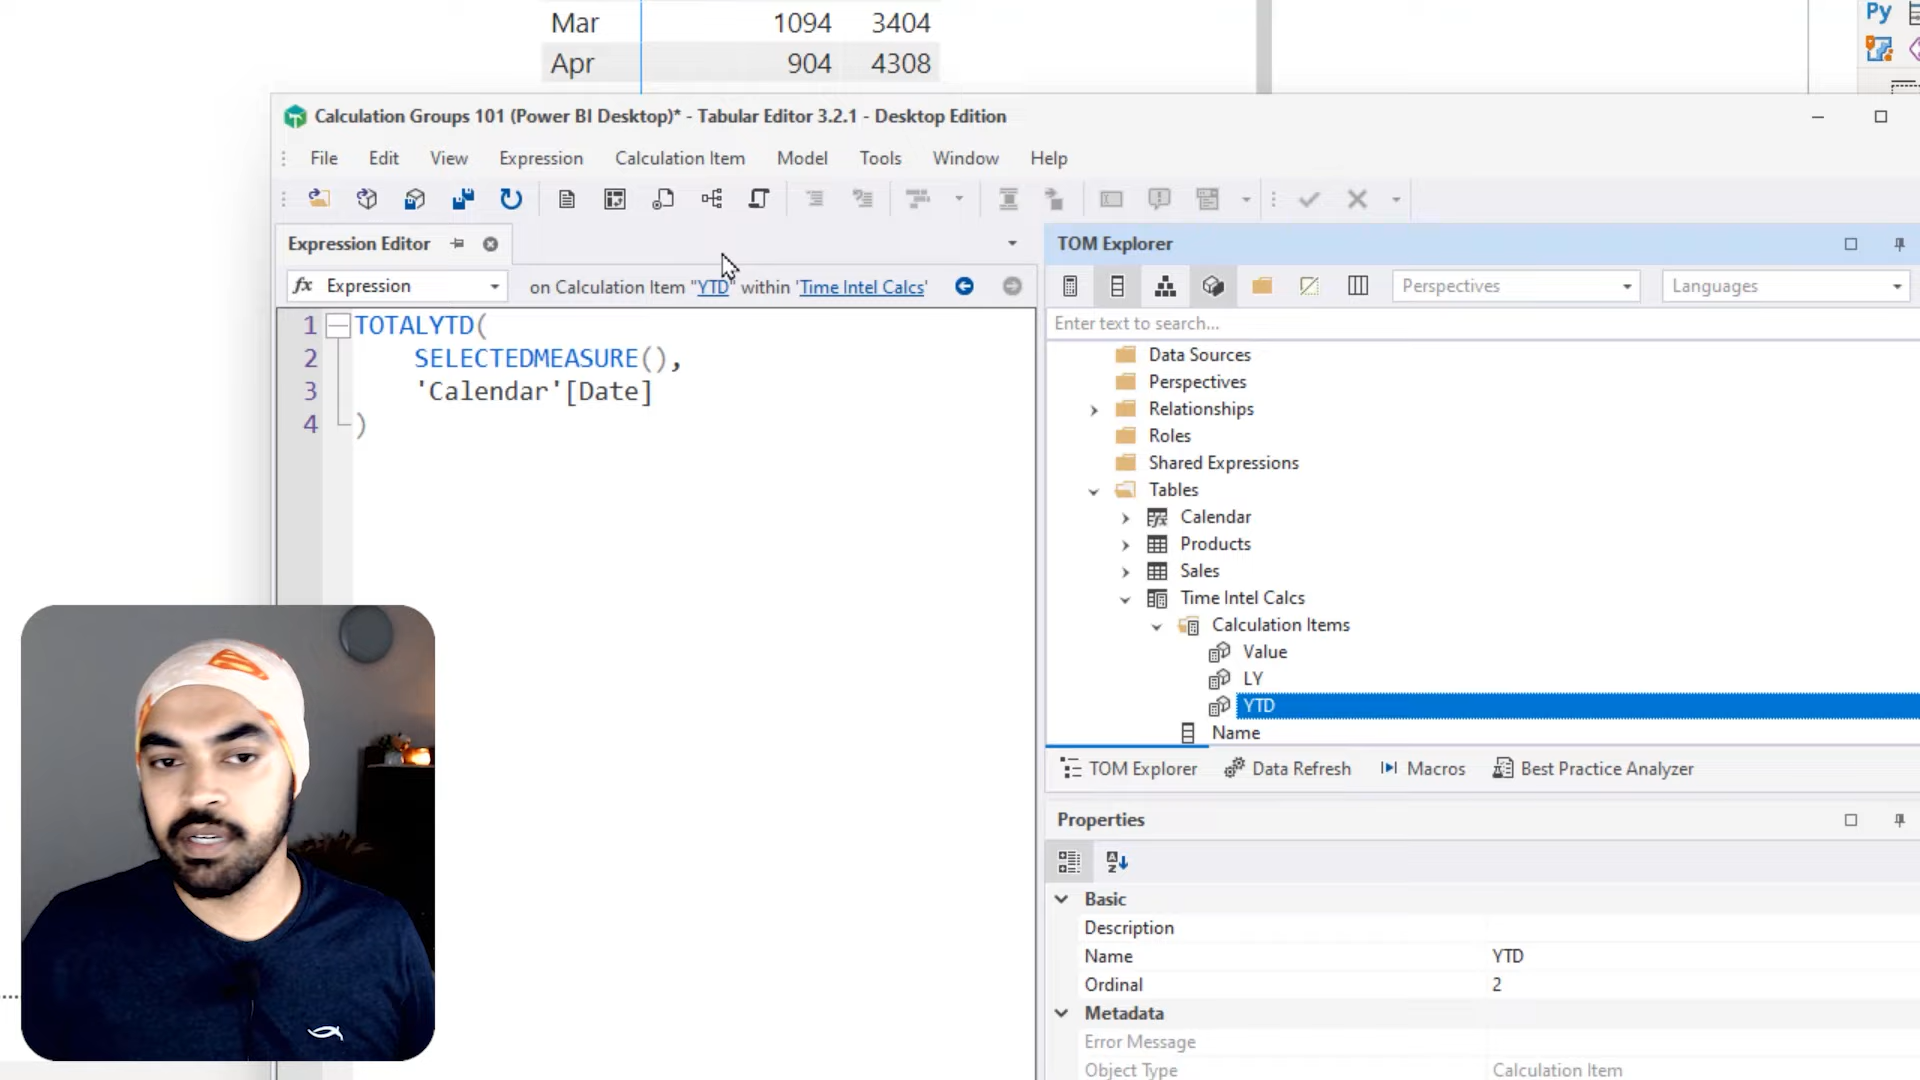 Mar 1094 3404
Apr 904 4308
Py
Calculation Groups 101 (Power BI Desktop)* - Tabular Editor 3.2.1 - Desktop Edition
File Edit View Expression Calculation Item Model Tools Window Help
Expression Editor
TOM Explorer
fx Expression on Calculation Item "YTD" within 'Time Intel Calcs'
Perspectives Languages
Enter text to search...
1 TOTALYTD(
2 SELECTEDMEASURE(),
3 'Calendar'[Date]
4 )
Data Sources
Perspectives
Relationships
Roles
Shared Expressions
Tables
Calendar
Products
Sales
Time Intel Calcs
Calculation Items
Value
LY
YTD
Name
TOM Explorer Data Refresh Macros Best Practice Analyzer
Properties
Basic
Description
Name YTD
Ordinal 2
Metadata
Error Message
Object Type Calculation Item